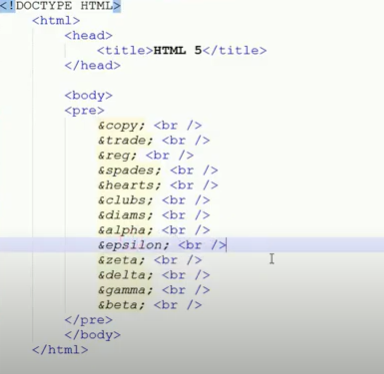 <!DOCTYPE HTML>
<html>
<head>
<title>HTML 5</title>
</head>
<body>
<pre>
&copy; <br />
&trade; <br />
&reg; <br />
&spades; <br />
&hearts; <br />
&clubs; <br />
&diams; <br />
&alpha; <br />
&epsilon; <br />
&zeta; <br />
&delta; <br />
&gamma; <br />
&beta; <br />
</pre>
</body>
</html>